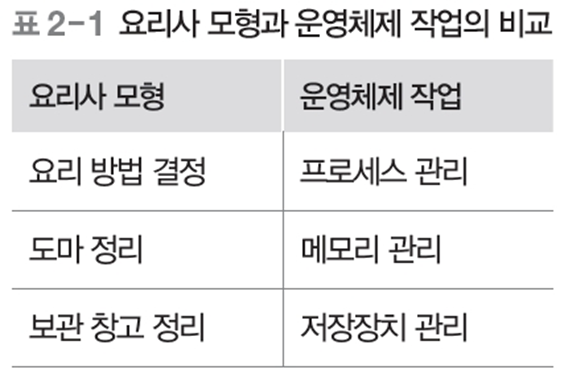 표 2-1 요리사 모형과 운영체제 작업의 비교
요리사 모형 운영체제 작업
요리 방법 결정 프로세스 관리
도마 정리 메모리 관리
보관 창고 정리 저장장치 관리